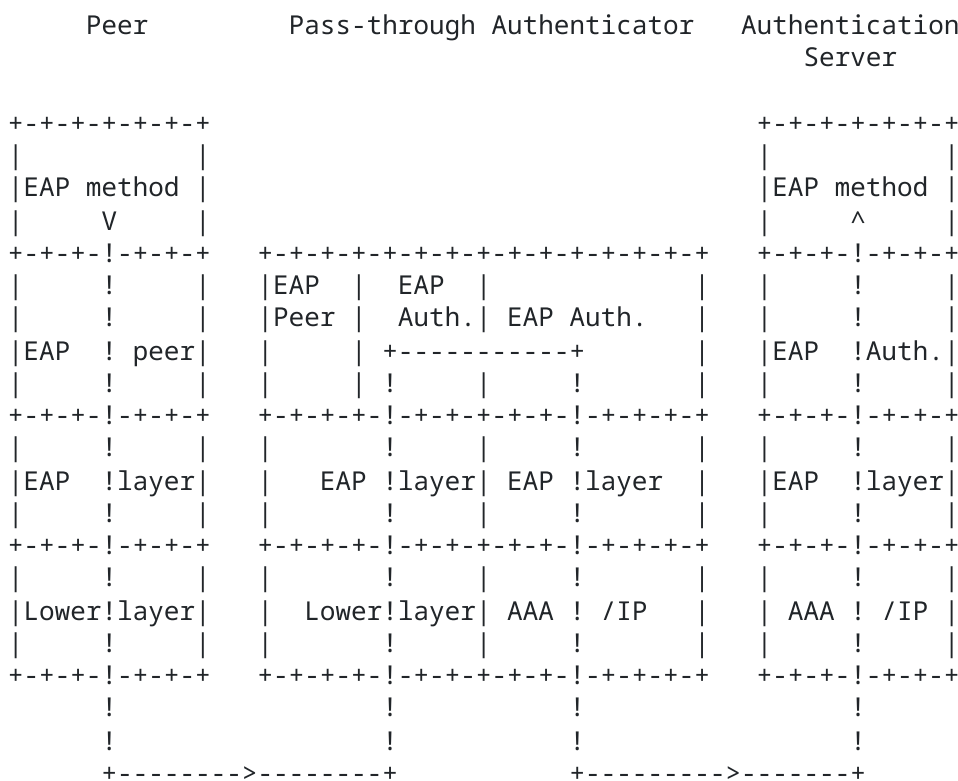 Peer         Pass-through Authenticator   Authentication
                                                       Server

    +-+-+-+-+-+-+                                   +-+-+-+-+-+-+
    |           |                                   |           |
    |EAP method |                                   |EAP method |
    |     V     |                                   |     ^     |
    +-+-+-!-+-+-+   +-+-+-+-+-+-+-+-+-+-+-+-+-+-+   +-+-+-!-+-+-+
    |     !     |   |EAP  |  EAP  |             |   |     !     |
    |     !     |   |Peer |  Auth.| EAP Auth.   |   |     !     |
    |EAP  ! peer|   |     | +-----------+       |   |EAP  !Auth.|
    |     !     |   |     | !     |     !       |   |     !     |
    +-+-+-!-+-+-+   +-+-+-+-!-+-+-+-+-+-!-+-+-+-+   +-+-+-!-+-+-+
    |     !     |   |       !     |     !       |   |     !     |
    |EAP  !layer|   |   EAP !layer| EAP !layer  |   |EAP  !layer|
    |     !     |   |       !     |     !       |   |     !     |
    +-+-+-!-+-+-+   +-+-+-+-!-+-+-+-+-+-!-+-+-+-+   +-+-+-!-+-+-+
    |     !     |   |       !     |     !       |   |     !     |
    |Lower!layer|   |  Lower!layer| AAA ! /IP   |   | AAA ! /IP |
    |     !     |   |       !     |     !       |   |     !     |
    +-+-+-!-+-+-+   +-+-+-+-!-+-+-+-+-+-!-+-+-+-+   +-+-+-!-+-+-+
          !                 !           !                 !
          !                 !           !                 !
          +-------->--------+           +--------->-------+